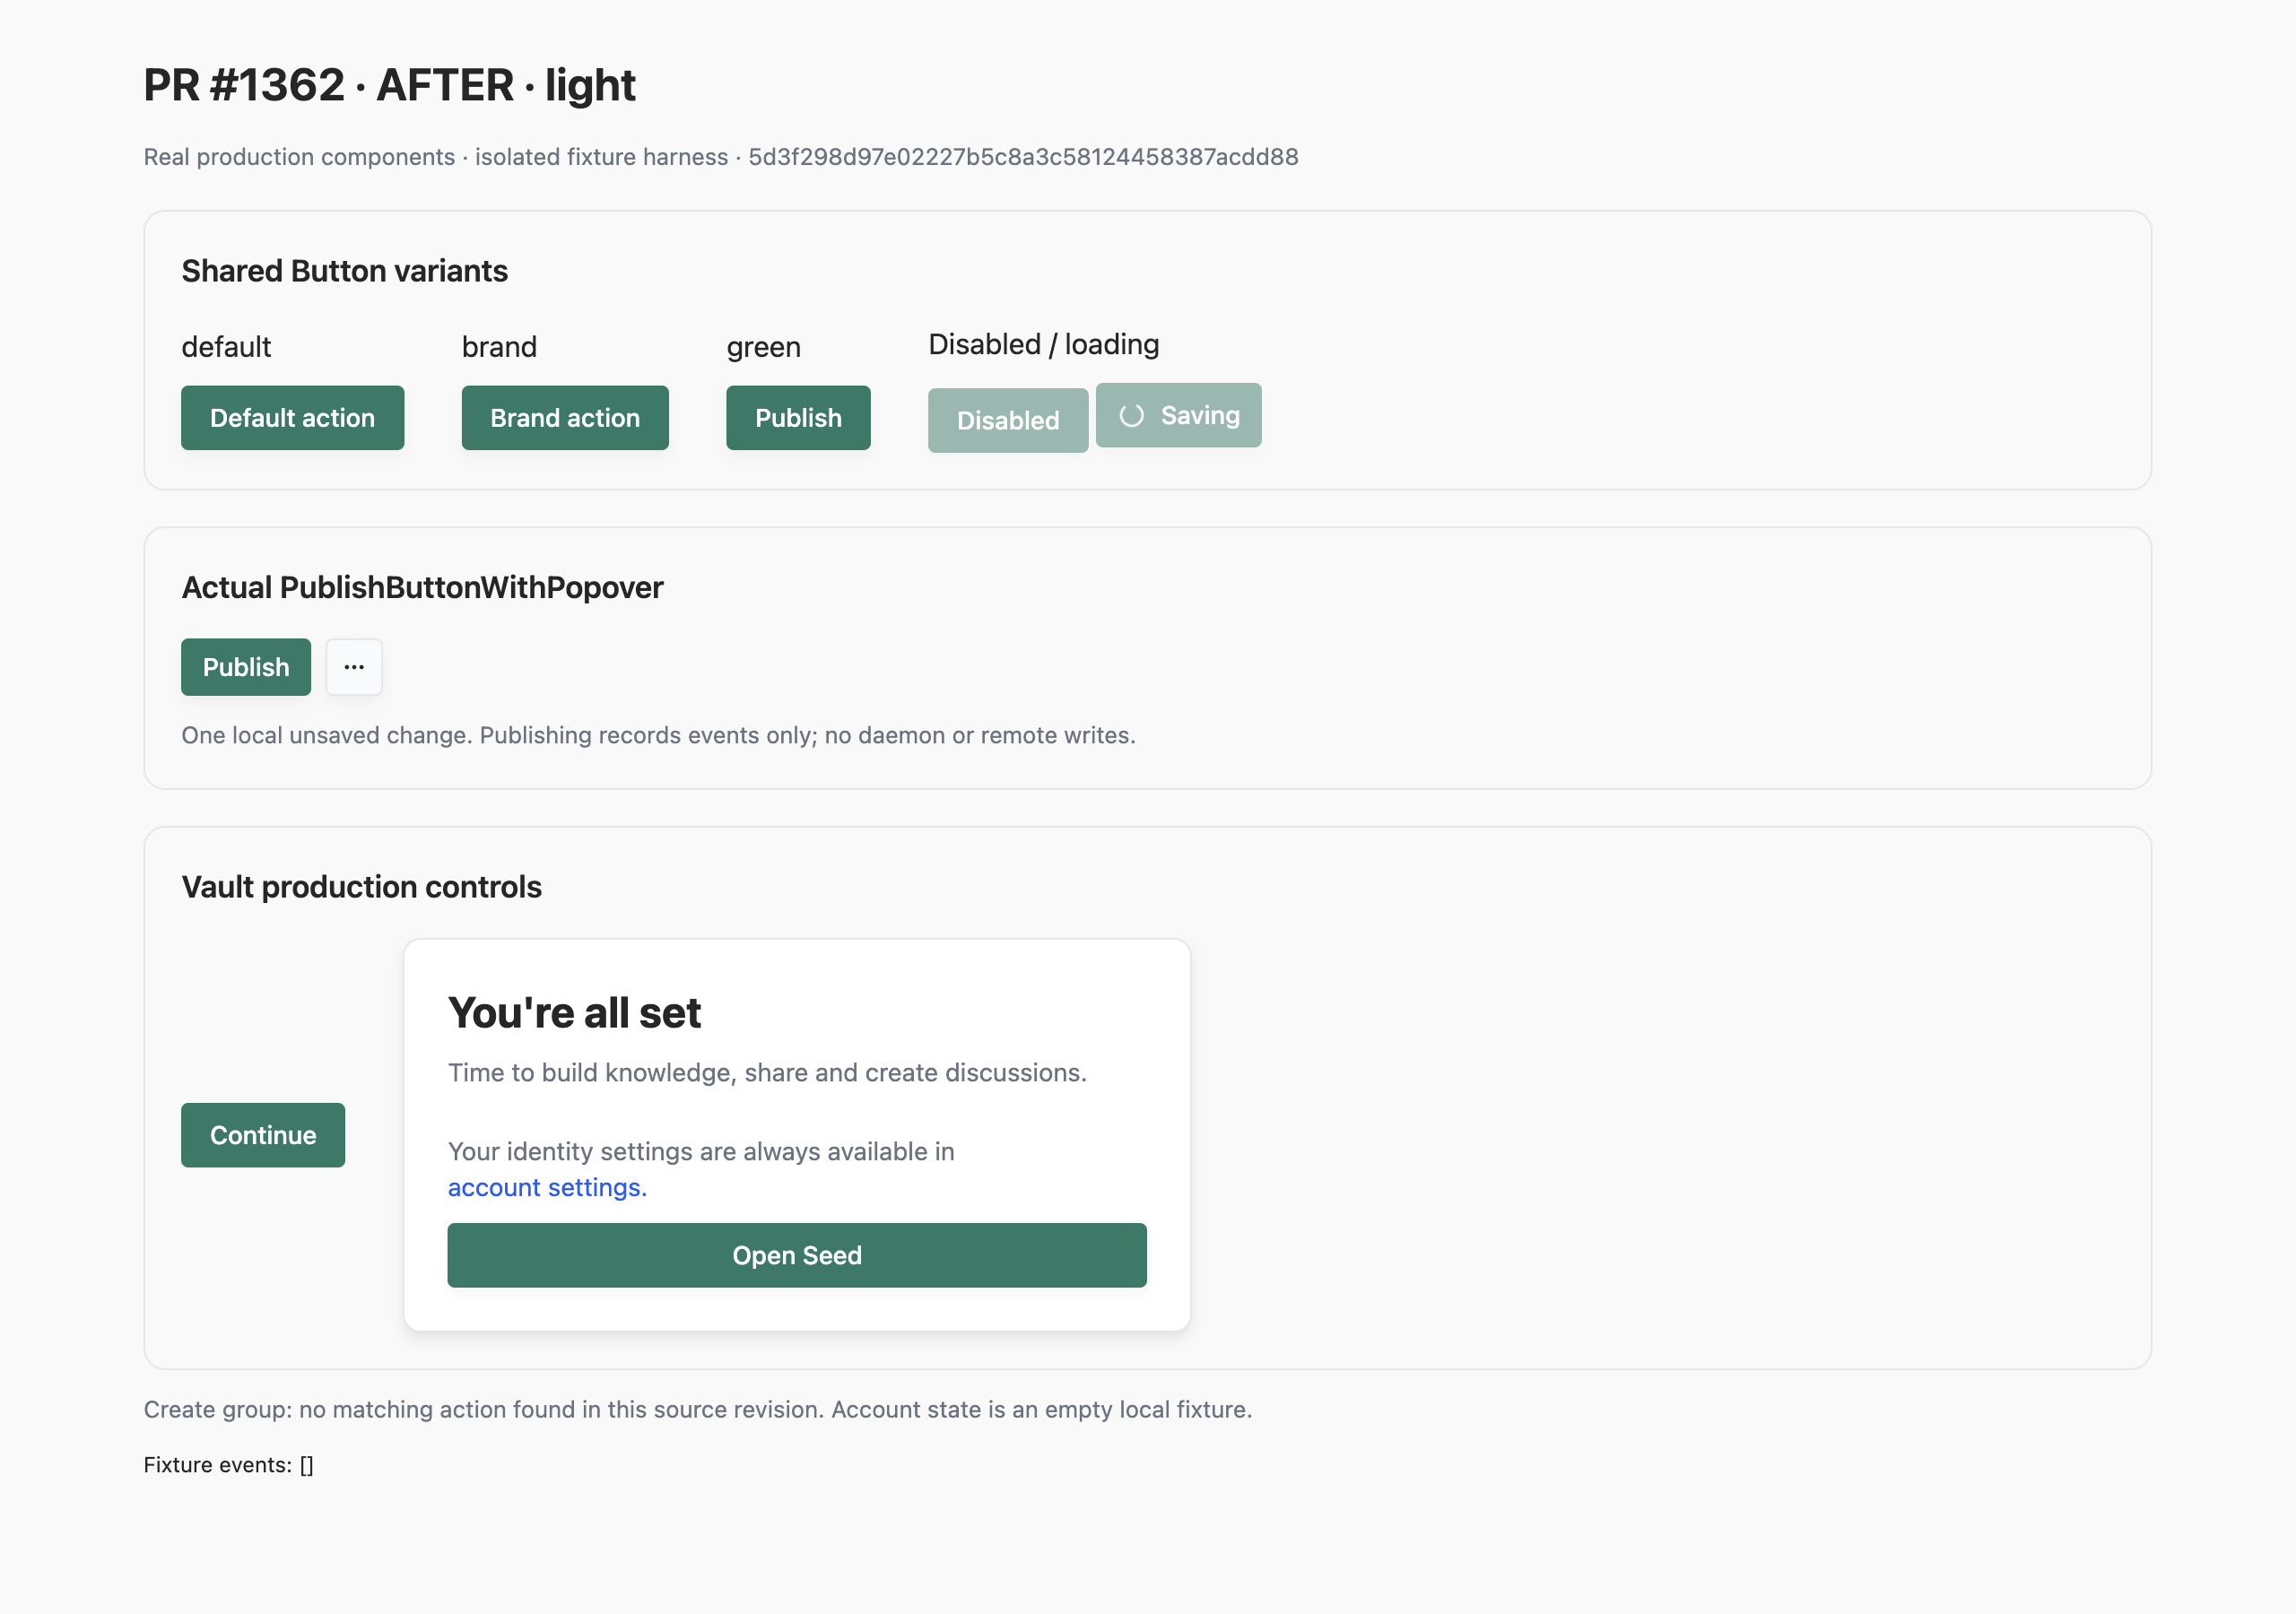 PR #1362 · AFTER · light
Real production components · isolated fixture harness · 5d3f298d97e02227b5c8a3c58124458387acdd88
Shared Button variants
default
brand
green
Disabled / loading
Default action
Brand action
Publish
Disabled
Saving
Actual PublishButtonWithPopover
Publish
One local unsaved change. Publishing records events only; no daemon or remote writes.
Vault production controls
Continue
You're all set
Time to build knowledge, share and create discussions.
Your identity settings are always available in
account settings.
Open Seed
Create group: no matching action found in this source revision. Account state is an empty local fixture.
Fixture events: []